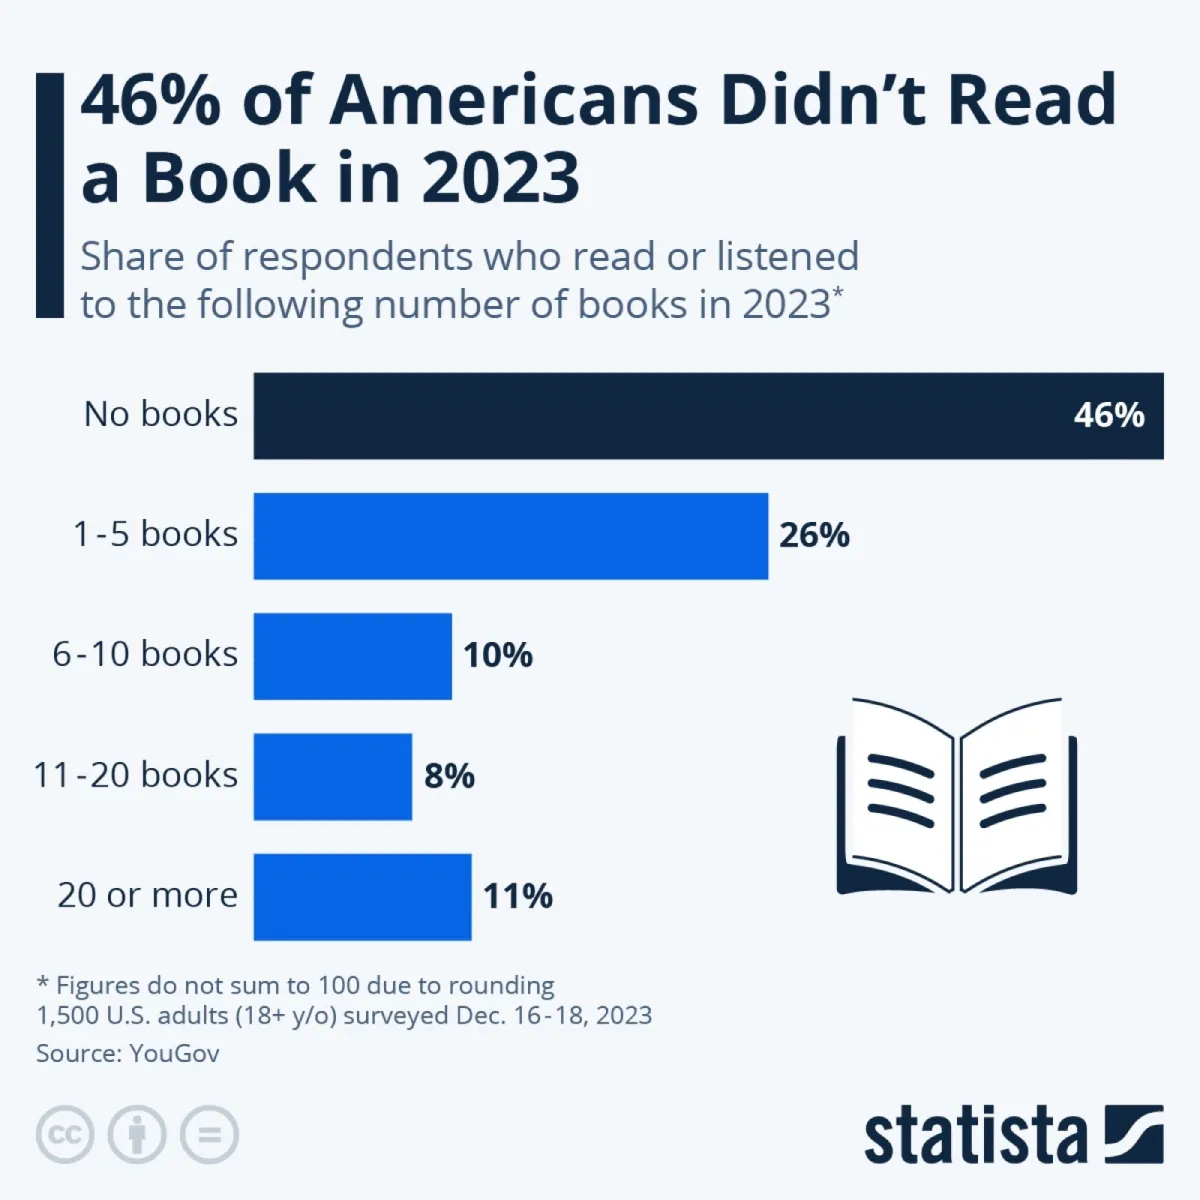 46% of Americans Didn’t Read
a Book in 2023
Share of respondents who read or listened
to the following number of books in 2023*
No books 46%
1-5 books 26%
6-10 books 10%
11-20 books 8%
20 or more 11%
* Figures do not sum to 100 due to rounding
1,500 U.S. adults (18+ y/o) surveyed Dec. 16-18, 2023
Source: YouGov
cc =
statista